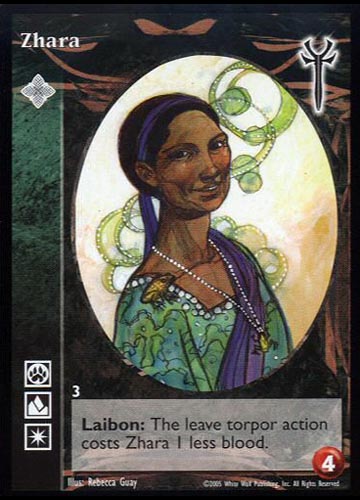 Zhara
3
Laibon: The leave torpor action
costs Zhara 1 less blood.
4
Illus: Rebecca Guay
©2005 White Wolf Publishing, Inc. All Rights Reserved